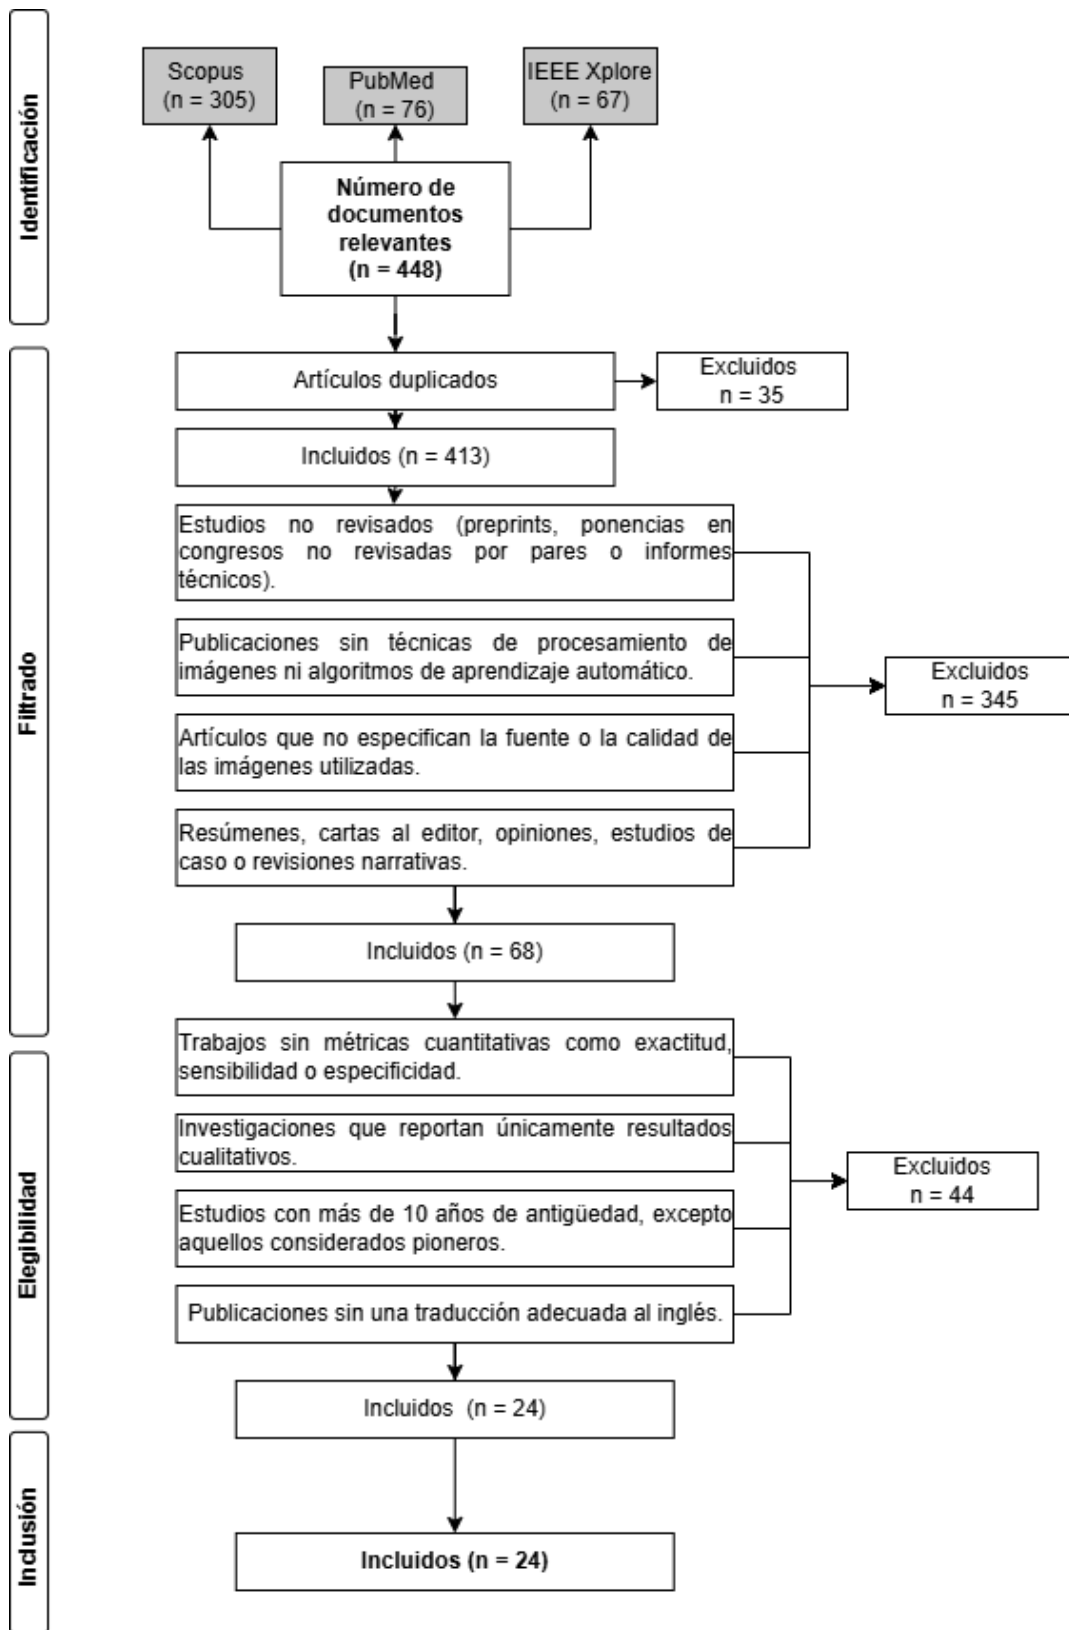 Identificación
Scopus
(n = 305)
PubMed
(n = 76)
IEEE Xplore
(n = 67)
Número de
documentos
relevantes
(n = 448)
Filtrado
Artículos duplicados
Excluidos
n = 35
Incluidos (n = 413)
Estudios no revisados (preprints, ponencias en
congresos no revisadas por pares o informes
técnicos).
Publicaciones sin técnicas de procesamiento de
imágenes ni algoritmos de aprendizaje automático.
Artículos que no especifican la fuente o la calidad de
las imágenes utilizadas.
Resúmenes, cartas al editor, opiniones, estudios de
caso o revisiones narrativas.
Excluidos
n = 345
Incluidos (n = 68)
Elegibilidad
Trabajos sin métricas cuantitativas como exactitud,
sensibilidad o especificidad.
Investigaciones que reportan únicamente resultados
cualitativos.
Estudios con más de 10 años de antigüedad, excepto
aquellos considerados pioneros.
Publicaciones sin una traducción adecuada al inglés.
Excluidos
n = 44
Incluidos (n = 24)
Inclusión
Incluidos (n = 24)